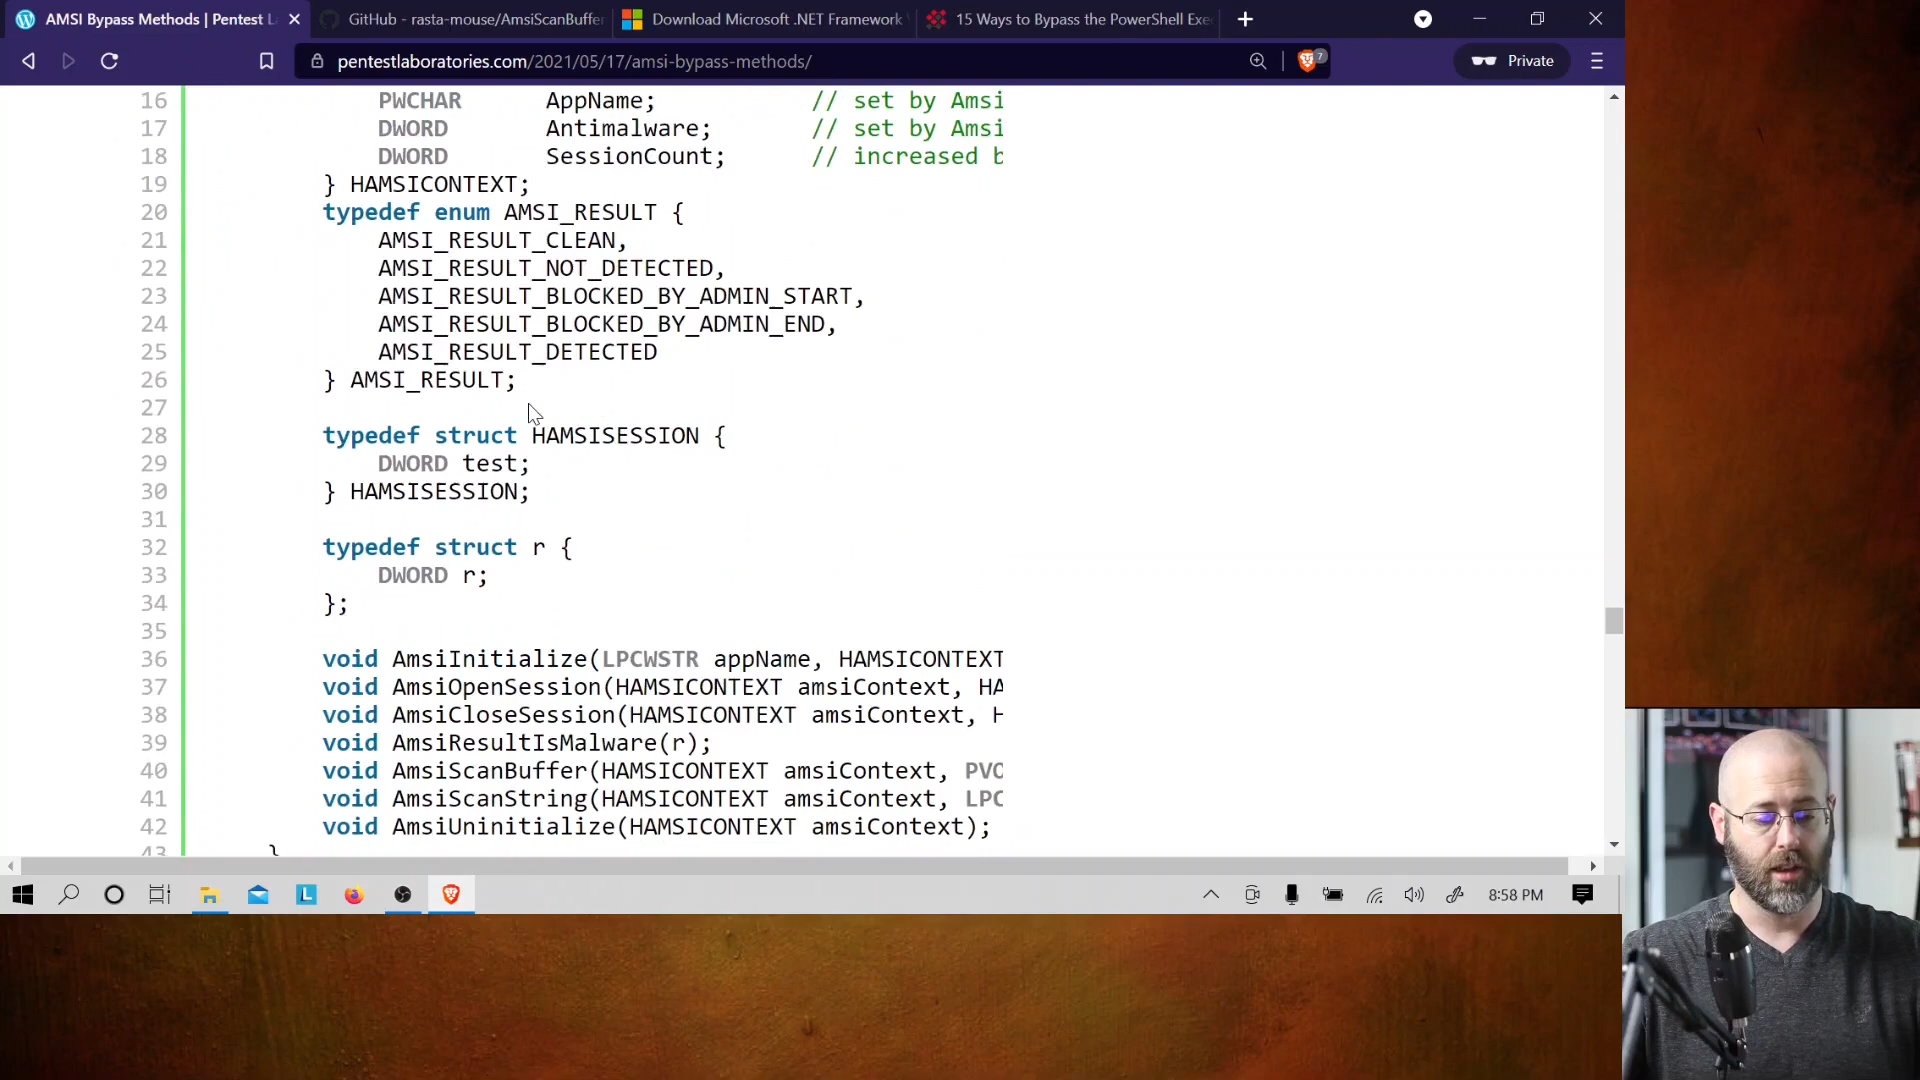 AMSI Bypass Methods | Pentest L
GitHub - rasta-mouse/AmsiScanBuffer
Download Microsoft .NET Framework
15 Ways to Bypass the PowerShell Exe
pentestlaboratories.com/2021/05/17/amsi-bypass-methods/
7
Private
16 PWCHAR AppName; // set by Amsi
17 DWORD Antimalware; // set by Amsi
18 DWORD SessionCount; // increased b
19 } HAMSICONTEXT;
20 typedef enum AMSI_RESULT {
21 AMSI_RESULT_CLEAN,
22 AMSI_RESULT_NOT_DETECTED,
23 AMSI_RESULT_BLOCKED_BY_ADMIN_START,
24 AMSI_RESULT_BLOCKED_BY_ADMIN_END,
25 AMSI_RESULT_DETECTED
26 } AMSI_RESULT;
27
28 typedef struct HAMSISESSION {
29 DWORD test;
30 } HAMSISESSION;
31
32 typedef struct r {
33 DWORD r;
34 };
35
36 void AmsiInitialize(LPCWSTR appName, HAMSICONTEXT
37 void AmsiOpenSession(HAMSICONTEXT amsiContext, HA
38 void AmsiCloseSession(HAMSICONTEXT amsiContext, H
39 void AmsiResultIsMalware(r);
40 void AmsiScanBuffer(HAMSICONTEXT amsiContext, PVO
41 void AmsiScanString(HAMSICONTEXT amsiContext, LPC
42 void AmsiUninitialize(HAMSICONTEXT amsiContext);
43 }
L
8:58 PM